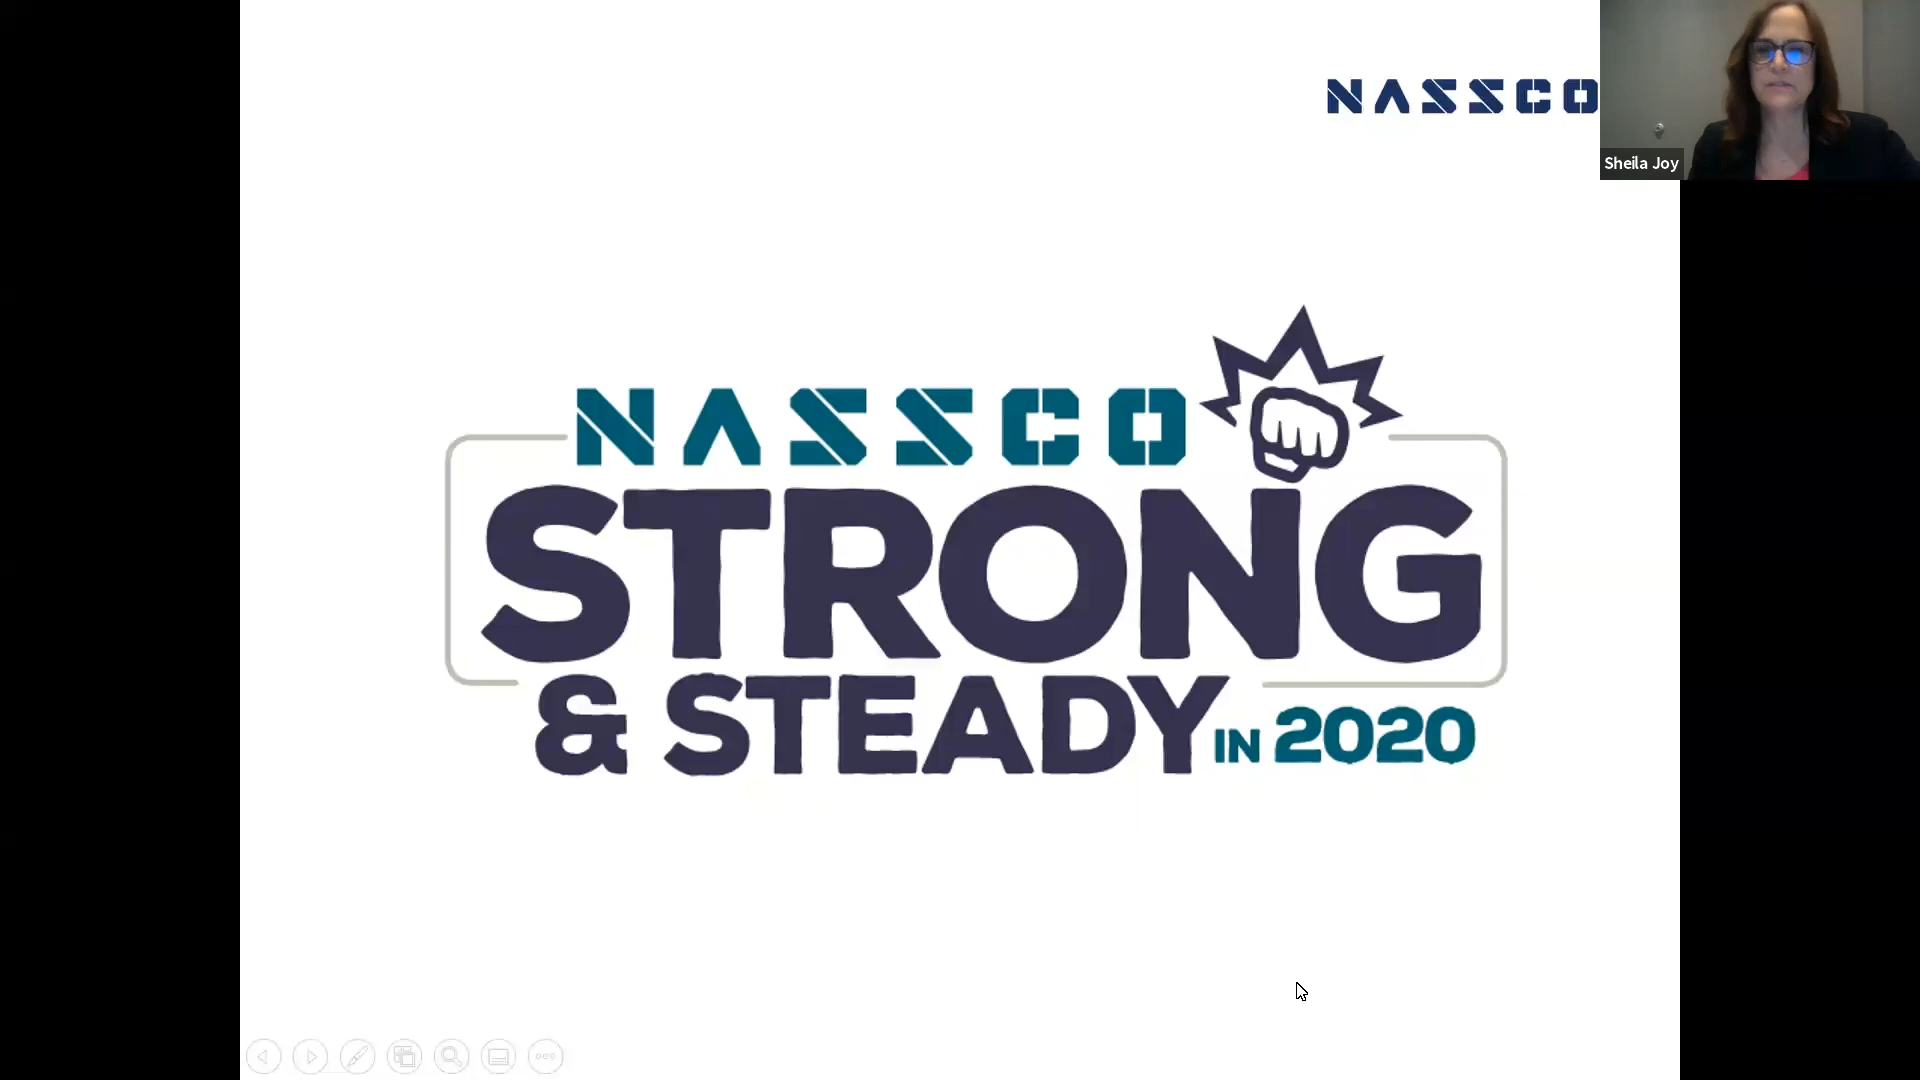 NASSCO
Sheila Joy
NASSCO
STRONG
& STEADY IN 2020